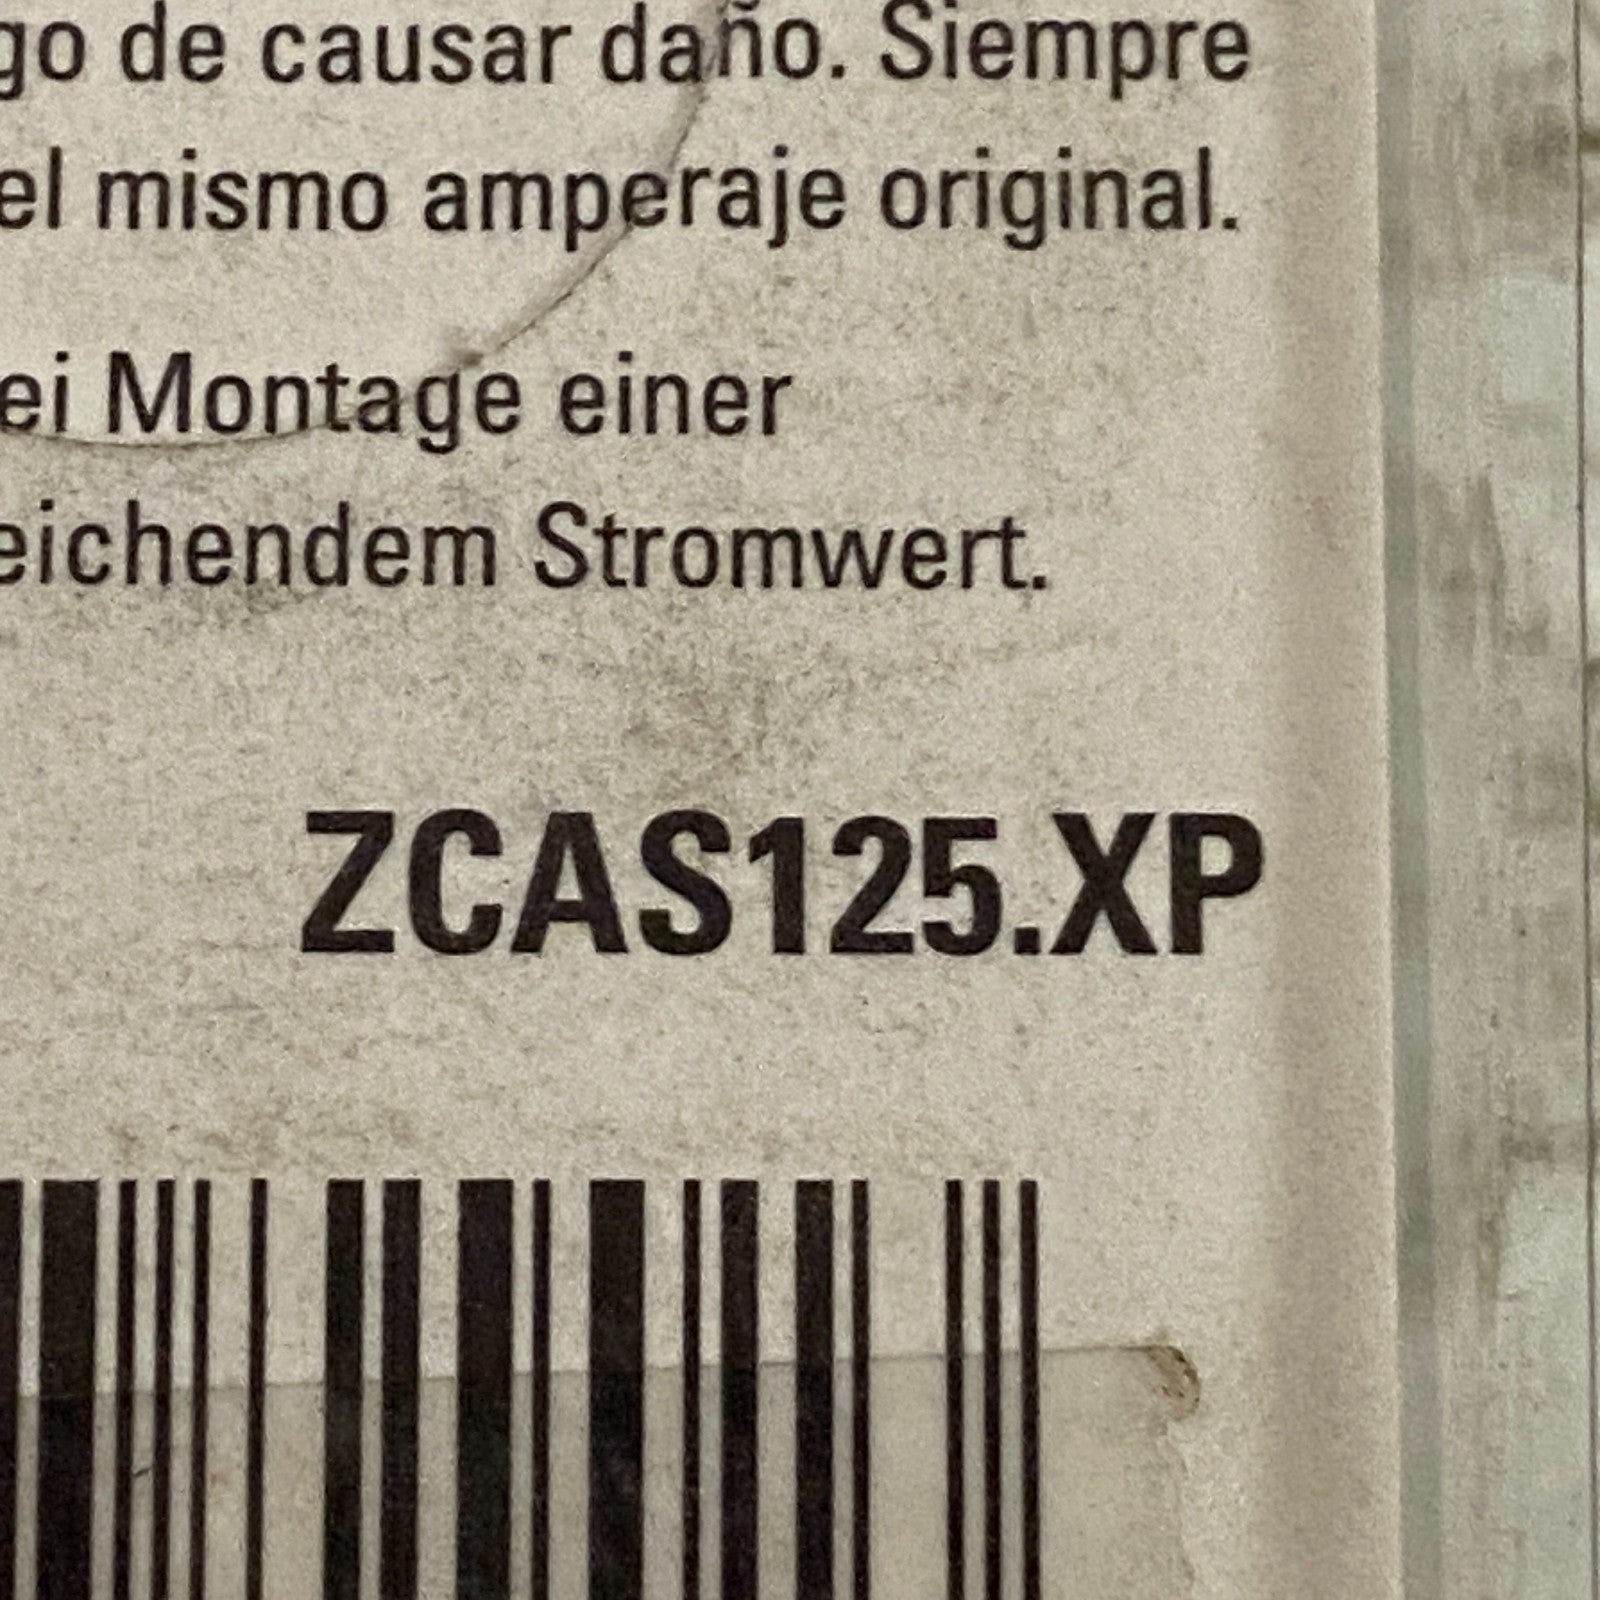 go de causar daño. Siempre
el mismo amperaje original.
ei Montage einer
eichendem Stromwert.
ZCAS125.XP